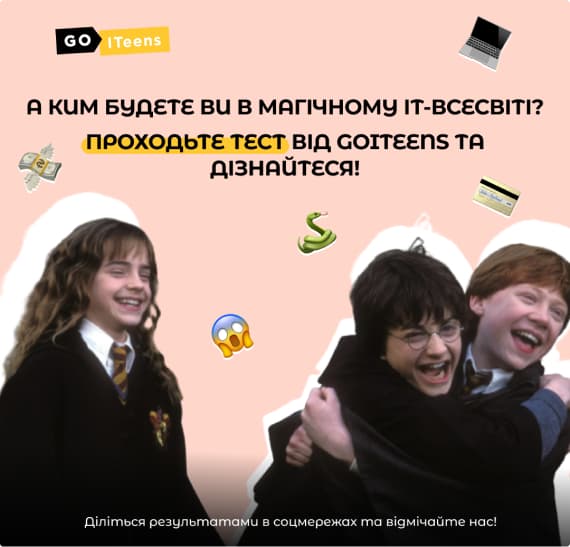 GO ITeens
А КИМ БУДЕТЕ ВИ В МАГІЧНОМУ ІТ-ВСЕСВІТІ?
ПРОХОДЬТЕ ТЕСТ ВІД GOITEENS ТА
ДІЗНАЙТЕСЯ!
Діліться результатами в соцмережах та відмічайте нас!